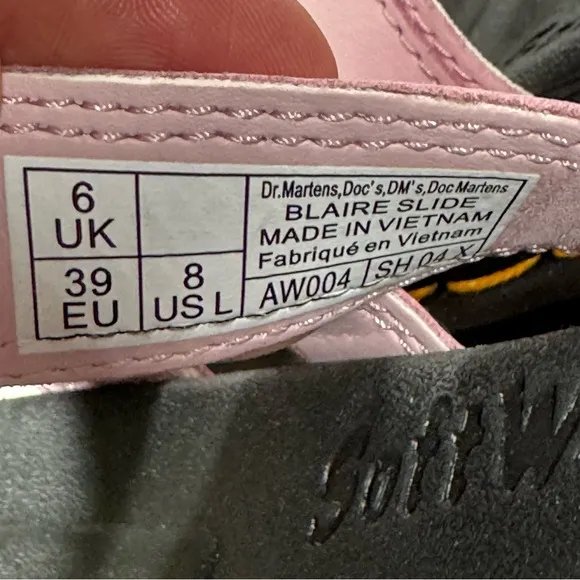 6
UK
39
EU
8
US L
Dr.Martens,Doc's,DM's,Doc Martens
BLAIRE SLIDE
MADE IN VIETNAM
Fabriqué en Vietnam
AW004 SH 04 X